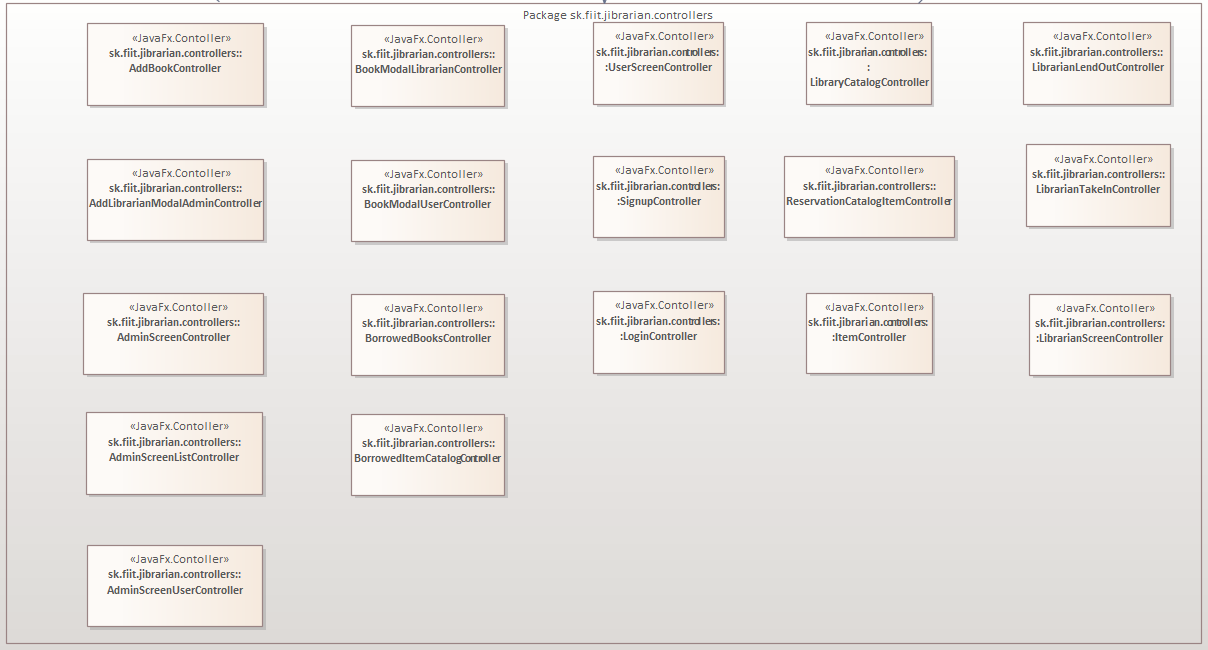 Package sk.fiit.jibrarian.controllers
«JavaFx.Contoller»
sk.fiit.jibrarian.controllers::
AddBookController
«JavaFx.Contoller»
sk.fiit.jibrarian.controllers::
BookModalLibrarianController
«JavaFx.Contoller»
sk.fiit.jibrarian.controllers:
:UserScreenController
«JavaFx.Contoller»
sk.fiit.jibrarian.controllers:
:
LibraryCatalogController
«JavaFx.Contoller»
sk.fiit.jibrarian.controllers::
LibrarianLendOutController
«JavaFx.Contoller»
sk.fiit.jibrarian.controllers::
AddLibrarianModalAdminController
«JavaFx.Contoller»
sk.fiit.jibrarian.controllers::
BookModalUserController
«JavaFx.Contoller»
sk.fiit.jibrarian.controllers:
:SignupController
«JavaFx.Contoller»
sk.fiit.jibrarian.controllers::
ReservationCatalogItemController
«JavaFx.Contoller»
sk.fiit.jibrarian.controllers::
LibrarianTakeInController
«JavaFx.Contoller»
sk.fiit.jibrarian.controllers::
AdminScreenController
«JavaFx.Contoller»
sk.fiit.jibrarian.controllers::
BorrowedBooksController
«JavaFx.Contoller»
sk.fiit.jibrarian.controllers:
:LoginController
«JavaFx.Contoller»
sk.fiit.jibrarian.controllers:
:ItemController
«JavaFx.Contoller»
sk.fiit.jibrarian.controllers:
:LibrarianScreenController
«JavaFx.Contoller»
sk.fiit.jibrarian.controllers::
AdminScreenListController
«JavaFx.Contoller»
sk.fiit.jibrarian.controllers::
BorrowedItemCatalogController
«JavaFx.Contoller»
sk.fiit.jibrarian.controllers::
AdminScreenUserController